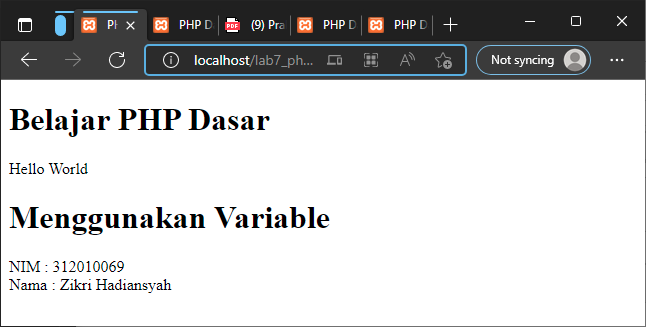 PH
PHP D
(9) Pra
PHP D
PHP D
localhost/lab7_ph...
Not syncing
Belajar PHP Dasar
Hello World
Menggunakan Variable
NIM : 312010069
Nama : Zikri Hadiansyah